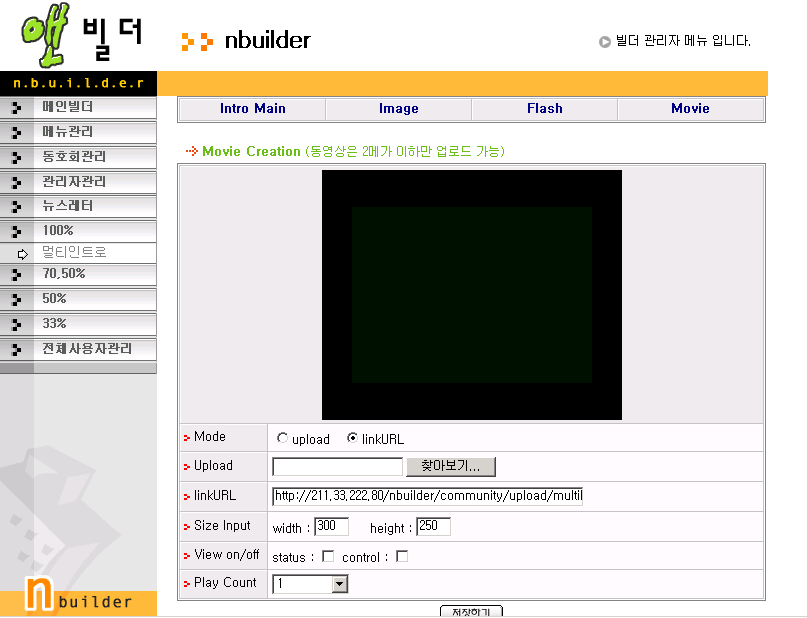 앤 빌더
nbuilder
빌더 관리자 메뉴 입니다.
n.b.u.i.l.d.e.r
메인빌더
메뉴관리
동호회관리
관리자관리
뉴스레터
100%
멀티인트로
70,50%
50%
33%
전체사용자관리
Intro Main Image Flash Movie
Movie Creation (동영상은 2메가 이하만 업로드 가능)
Mode upload linkURL
Upload 찾아보기...
linkURL http://211,33,222,80/nbuilder/community/upload/multil
Size Input width : 300 height : 250
View on/off status : control :
Play Count 1
저장하기
n builder